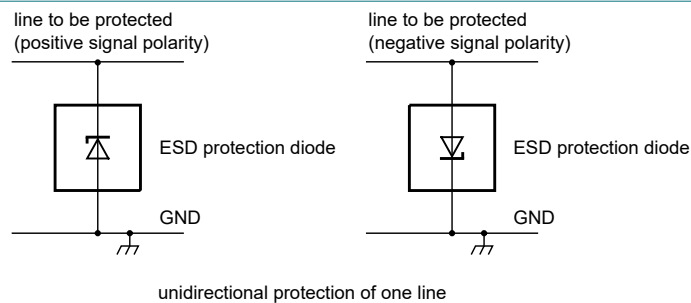 line to be protected
(positive signal polarity)
ESD protection diode
GND
line to be protected
(negative signal polarity)
ESD protection diode
GND
unidirectional protection of one line